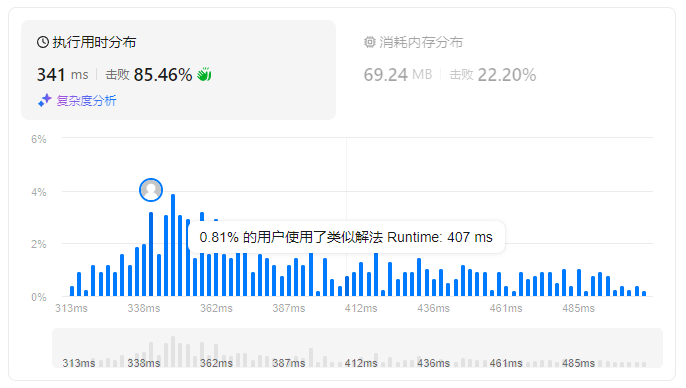 执行用时分布
341 ms 击败 85.46%
复杂度分析
消耗内存分布
69.24 MB 击败 22.20%
6%
4%
2%
0%
0.81% 的用户使用了类似解法 Runtime: 407 ms
313ms 338ms 362ms 387ms 412ms 436ms 461ms 485ms
313ms 338ms 362ms 387ms 412ms 436ms 461ms 485ms